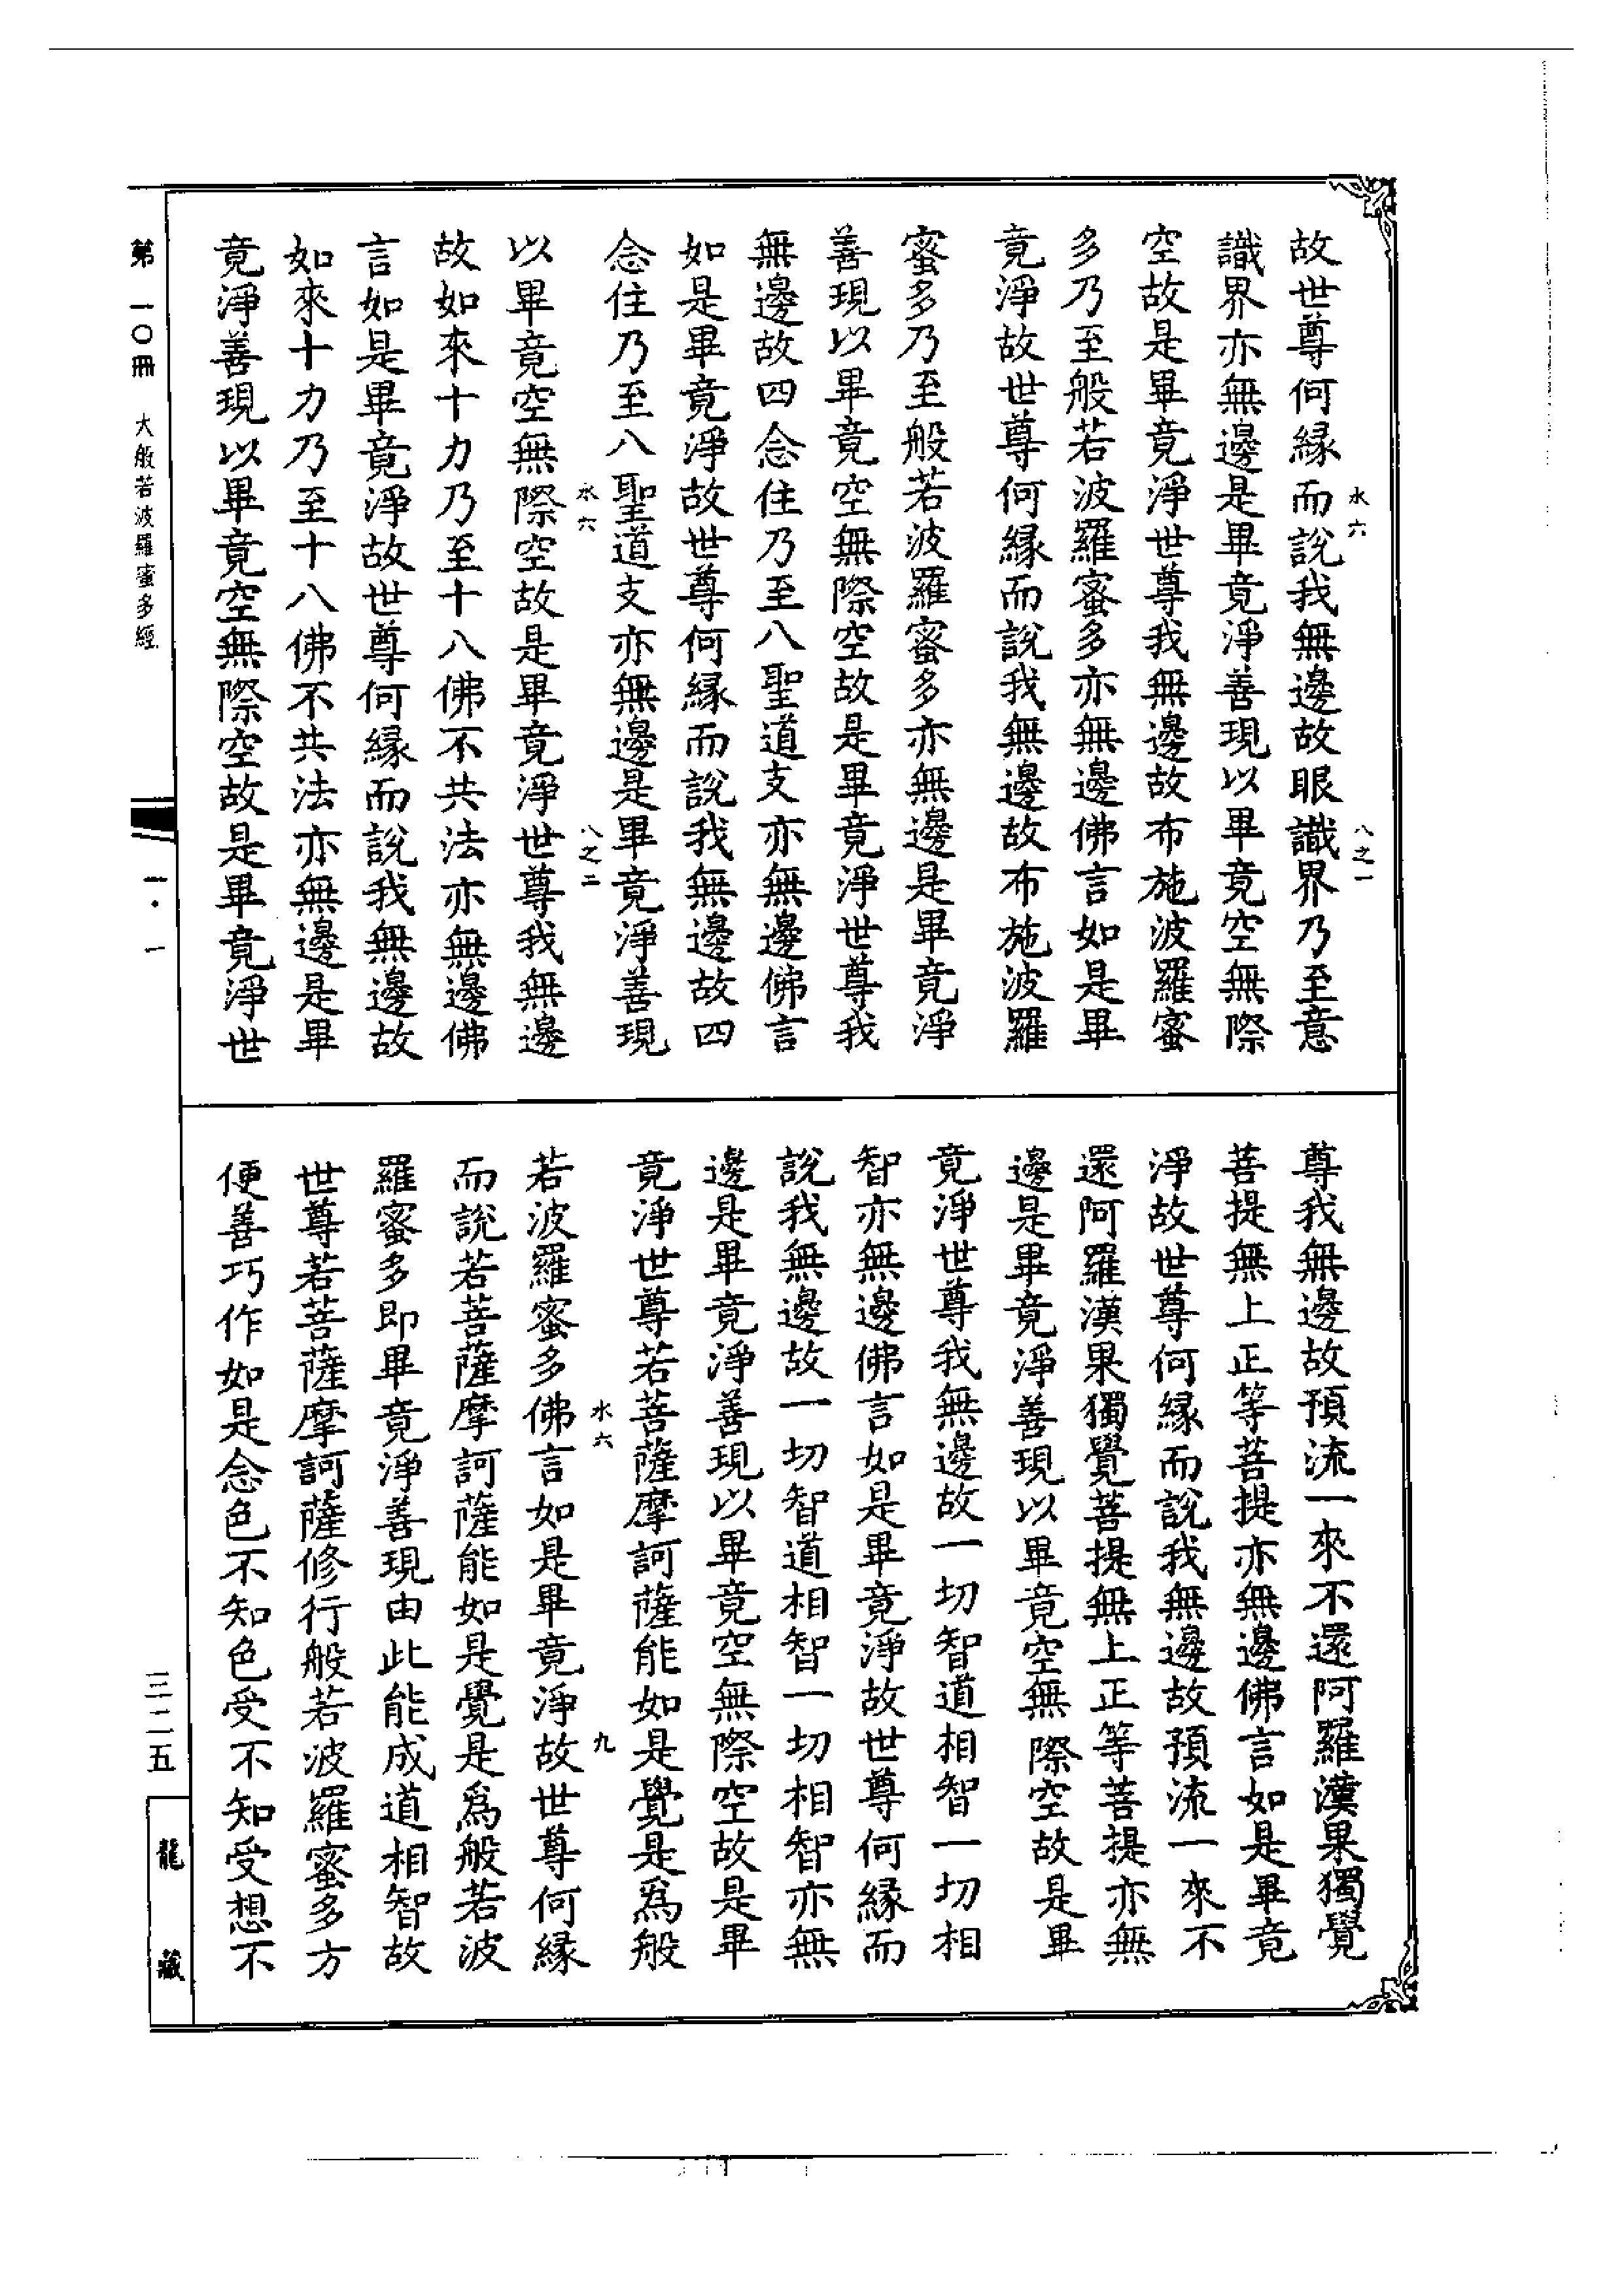 故世尊何緣而說我無邊故眼識界乃至意
水六
八之一
識界亦無邊是畢竟淨善現以畢竟空無際
空故是畢竟淨世尊我無邊故布施波羅蜜
多乃至般若波羅蜜多亦無邊佛言如是畢
竟淨故世尊何緣而說我無邊故布施波羅
蜜多乃至般若波羅蜜多亦無邊是畢竟淨
善現以畢竟空無際空故是畢竟淨世尊我
無邊故四念住乃至八聖道支亦無邊佛言
如是畢竟淨故世尊何緣而說我無邊故四
念住乃至八聖道支亦無邊是畢竟淨善現
水六
八之二
以畢竟空無際空故是畢竟淨世尊我無邊
故如來十力乃至十八佛不共法亦無邊佛
言如是畢竟淨故世尊何緣而說我無邊故
如來十力乃至十八佛不共法亦無邊是畢
竟淨善現以畢竟空無際空故是畢竟淨世
尊我無邊故預流一來不還阿羅漢果獨覺
菩提無上正等菩提亦無邊佛言如是畢竟
淨故世尊何緣而說我無邊故預流一來不
還阿羅漢果獨覺菩提無上正等菩提亦無
邊是畢竟淨善現以畢竟空無際空故是畢
竟淨世尊我無邊故一切智道相智一切相
智亦無邊佛言如是畢竟淨故世尊何緣而
說我無邊故一切智道相智一切相智亦無
邊是畢竟淨善現以畢竟空無際空故是畢
竟淨世尊若菩薩摩訶薩能如是覺是爲般
水六
九
若波羅蜜多佛言如是畢竟淨故世尊何緣
而說若菩薩摩訶薩能如是覺是爲般若波
羅蜜多即畢竟淨善現由此能成道相智故
世尊若菩薩摩訶薩修行般若波羅蜜多方
便善巧作如是念色不知色受不知受想不
第一〇冊 大般若波羅蜜多經
一·一
三二五
龍藏